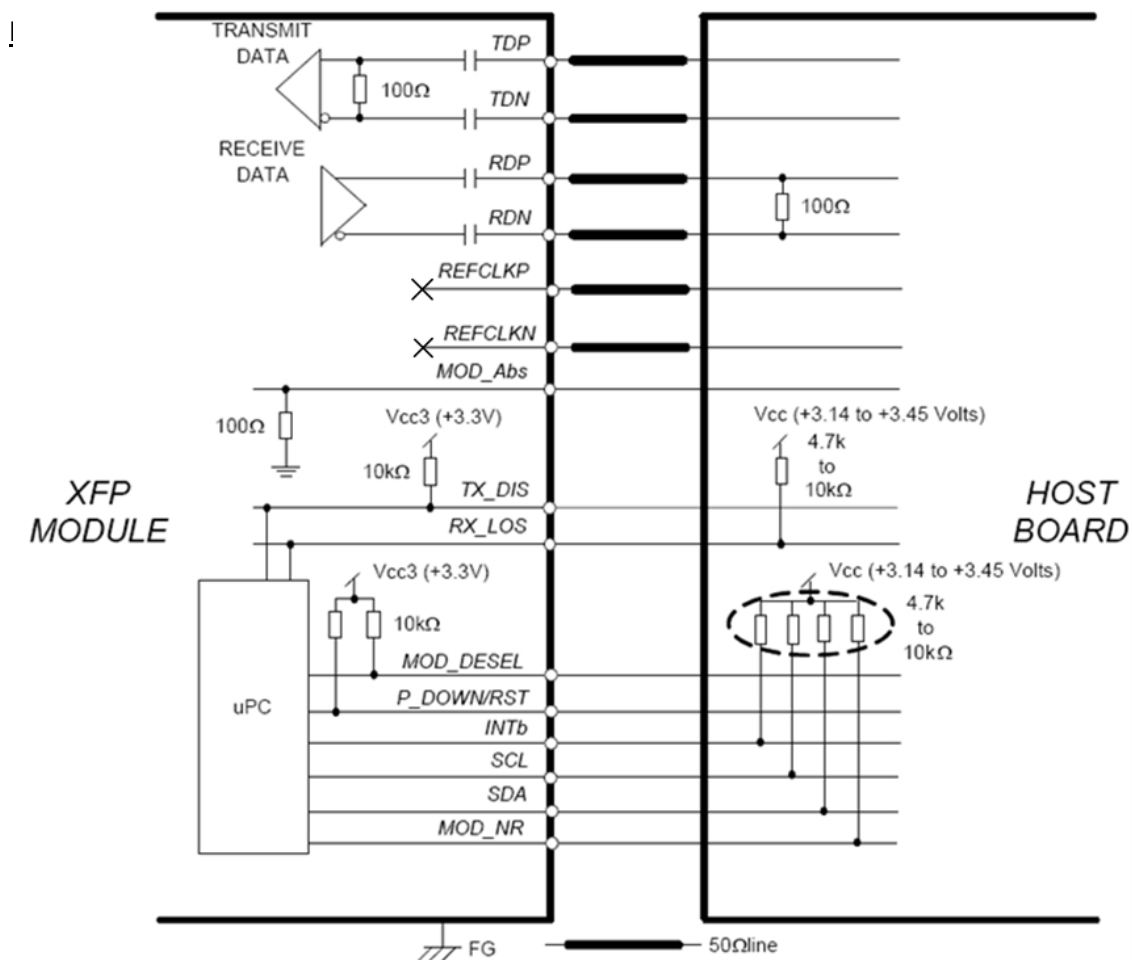 !
TRANSMIT
DATA
TDP
100Ω
TDN
RECEIVE
DATA
RDP
100Ω
RDN
REFCLKP
REFCLKN
MOD_Abs
100Ω
Vcc3 (+3.3V)
10kΩ
Vcc (+3.14 to +3.45 Volts)
4.7k
to
10kΩ
TX_DIS
RX_LOS
XFP
MODULE
HOST
BOARD
Vcc3 (+3.3V)
10kΩ
Vcc (+3.14 to +3.45 Volts)
4.7k
to
10kΩ
uPC
MOD_DESEL
P_DOWN/RST
INTb
SCL
SDA
MOD_NR
FG
50Ωline